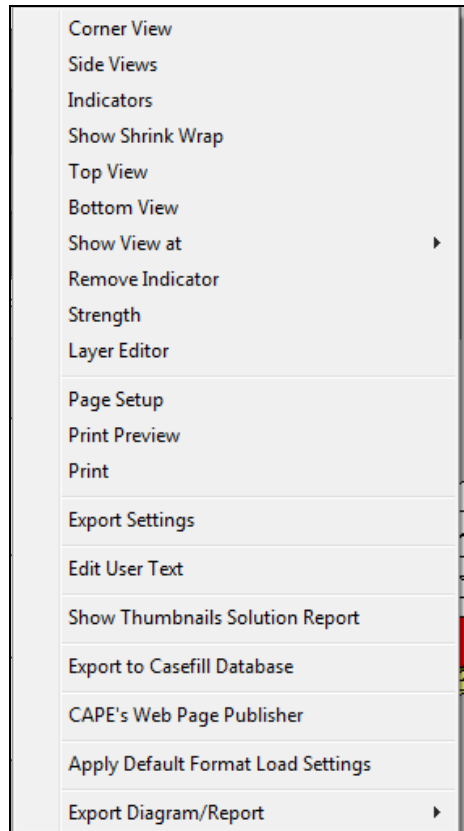 Corner View
Side Views
Indicators
Show Shrink Wrap
Top View
Bottom View
Show View at
Remove Indicator
Strength
Layer Editor
Page Setup
Print Preview
Print
Export Settings
Edit User Text
Show Thumbnails Solution Report
Export to Casefill Database
CAPE's Web Page Publisher
Apply Default Format Load Settings
Export Diagram/Report